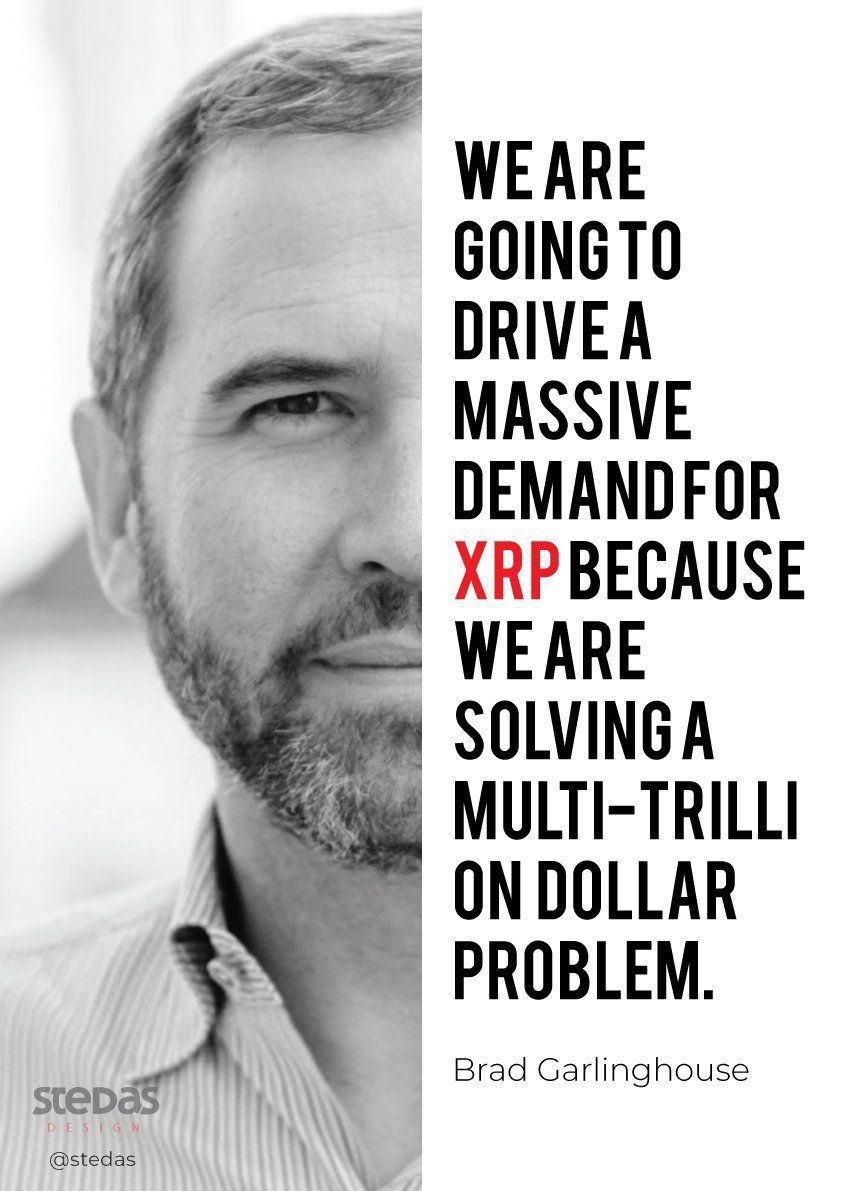 WE ARE
GOING TO
DRIVE A
MASSIVE
DEMAND FOR
XRP BECAUSE
WE ARE
SOLVING A
MULTI-TRILLI
ON DOLLAR
PROBLEM.
Brad Garlinghouse
steDas
DESIGN
@stedas